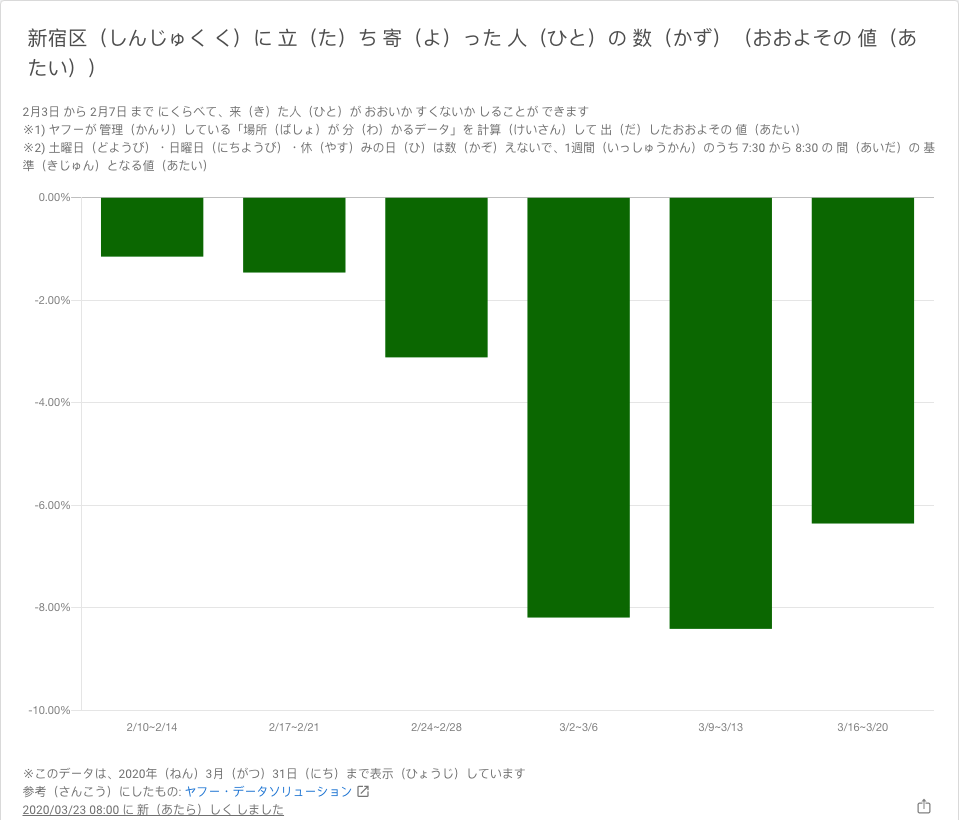 新宿区（しんじゅく く）に 立（た）ち 寄（よ）った 人（ひと）の 数（かず）（おおよその 値（あ
たい））
2月3日 から 2月7日 まで にくらべて、来（き）た人（ひと）が おおいか すくないか しることが できます
※1) ヤフーが 管理（かんり）している「場所（ばしょ）が 分（わ）かるデータ」を 計算（けいさん）して 出（だ）したおおよその 値（あたい）
※2) 土曜日（どようび）・日曜日（にちようび）・休（やす）みの日（ひ）は数（かぞ）えないで、1週間（いっしゅうかん）のうち 7:30 から 8:30 の 間（あいだ）の 基
準（きじゅん）となる値（あたい）
0.00%
-2.00%
-4.00%
-6.00%
-8.00%
-10.00%
2/10~2/14 2/17~2/21 2/24~2/28 3/2~3/6 3/9~3/13 3/16~3/20
※このデータは、2020年（ねん）3月（がつ）31日（にち）まで表示（ひょうじ）しています
参考（さんこう）にしたもの: ヤフー・データソリューション
2020/03/23 08:00 に 新（あたら）しく しました